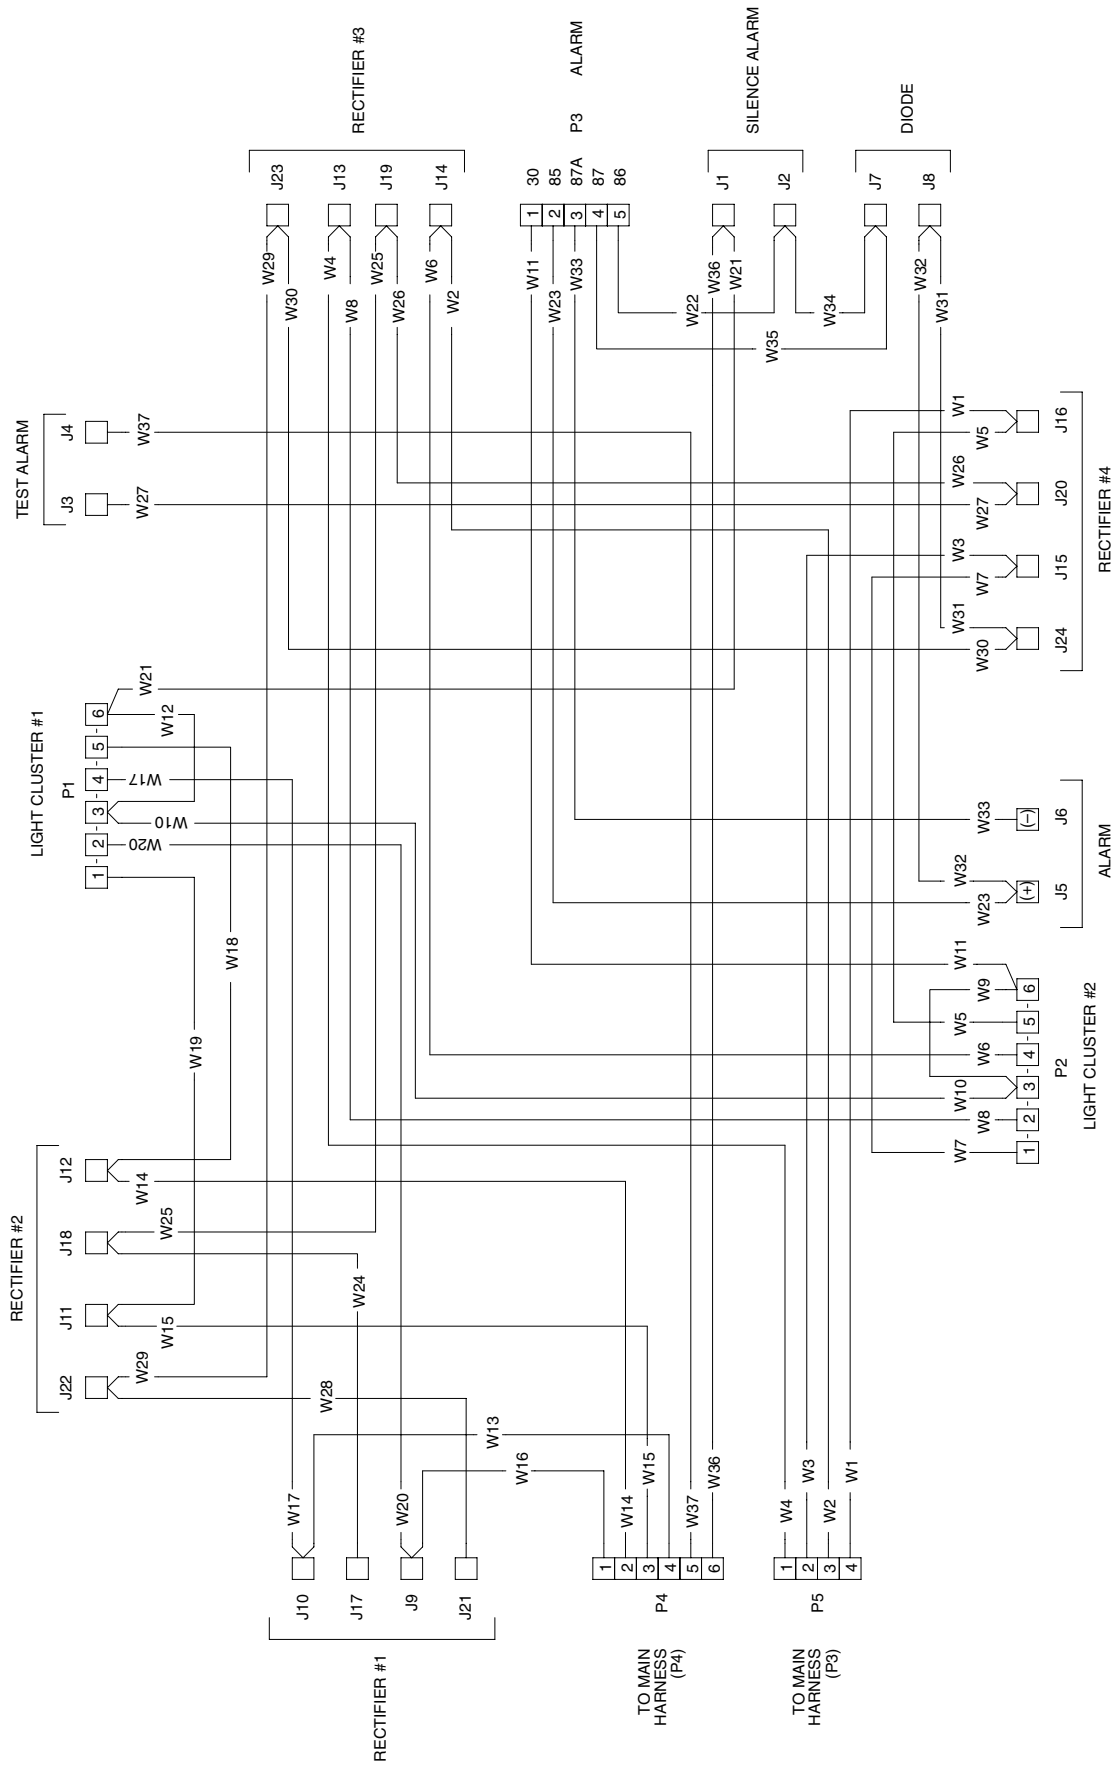 TEST ALARM
J3
J4
W27
W37
LIGHT CLUSTER #1
P1
1
2
3
4
5
6
W20
W10
W17
W12
W21
W19
W18
RECTIFIER #2
J22
J11
J18
J12
W29
W15
W25
W14
W28
W24
RECTIFIER #3
J23
J13
J19
J14
W29
W30
W4
W8
W25
W26
W6
W2
ALARM
P3
30
85
87A
87
86
1
2
3
4
5
W11
W23
W33
W22
W34
W35
SILENCE ALARM
J1
J2
W36
W21
DIODE
J7
J8
W32
W31
RECTIFIER #1
J10
J17
J9
J21
W17
W20
W13
W16
TO MAIN
HARNESS
(P4)
P4
1
2
3
4
5
6
W14
W15
W37
W36
TO MAIN
HARNESS
(P3)
P5
1
2
3
4
W4
W3
W2
W1
W7
W8
W10
W6
W5
W9
W11
1
2
3
4
5
6
P2
LIGHT CLUSTER #2
W23
W32
W33
(+)
(–)
J5
J6
ALARM
W30
W31
W7
W3
W27
W26
W5
W1
J24
J15
J20
J16
RECTIFIER #4